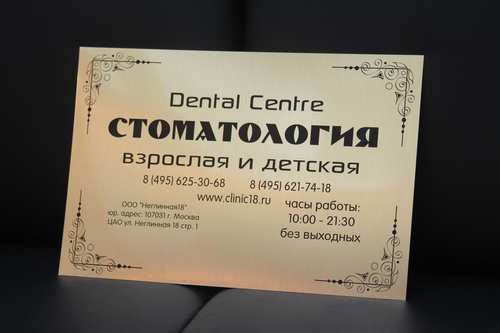 Dental Centre
СТОМАТОЛОГИЯ
взрослая и детская
8 (495) 625-30-68 8 (495) 621-74-18
www.clinic18.ru
часы работы:
10:00 - 21:30
без выходных
ООО "Неглинная18"
юр. адрес: 107031 г. Москва
ЦАО ул. Неглинная 18 стр. 1